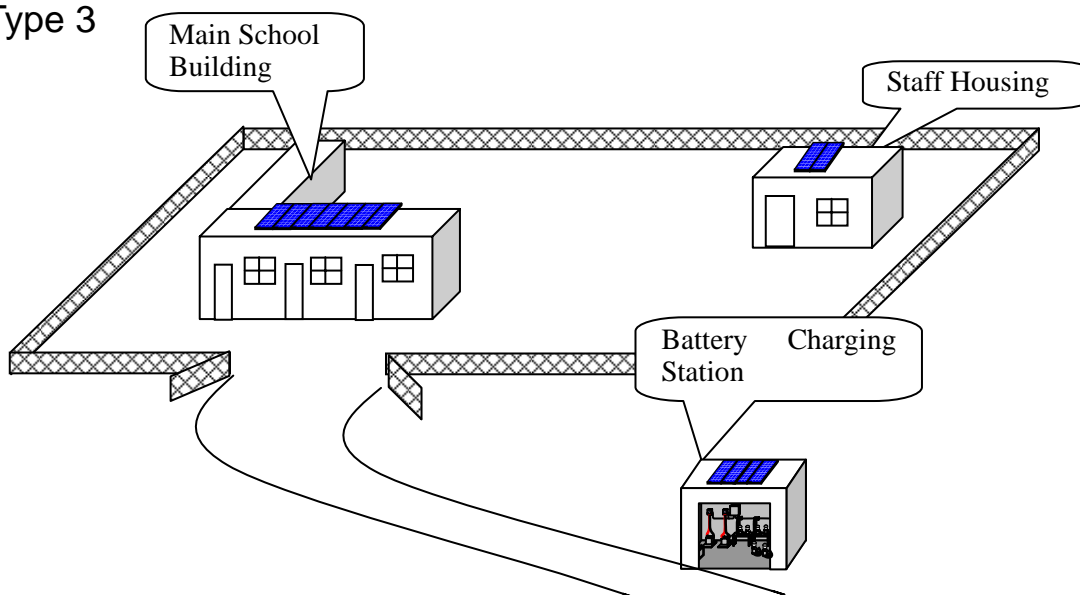 Type 3
Main School
Building
Staff Housing
Battery Charging
Station